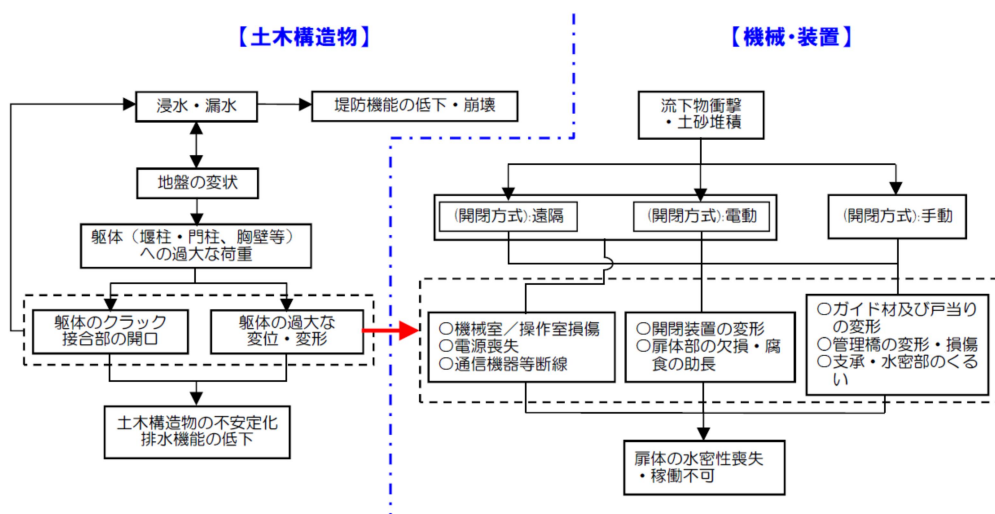 【土木構造物】
浸水・漏水
堤防機能の低下・崩壊
地盤の変状
躯体（堰柱・門柱、胸壁等）
への過大な荷重
躯体のクラック
接合部の開口
躯体の過大な
変位・変形
土木構造物の不安定化
排水機能の低下
【機械・装置】
流下物衝撃
・土砂堆積
(開閉方式):遠隔
(開閉方式):電動
(開閉方式):手動
○機械室／操作室損傷
○電源喪失
○通信機器等断線
○開閉装置の変形
○扉体部の欠損・腐
食の助長
○ガイド材及び戸当り
の変形
○管理橋の変形・損傷
○支承・水密部のくる
い
扉体の水密性喪失
・稼働不可